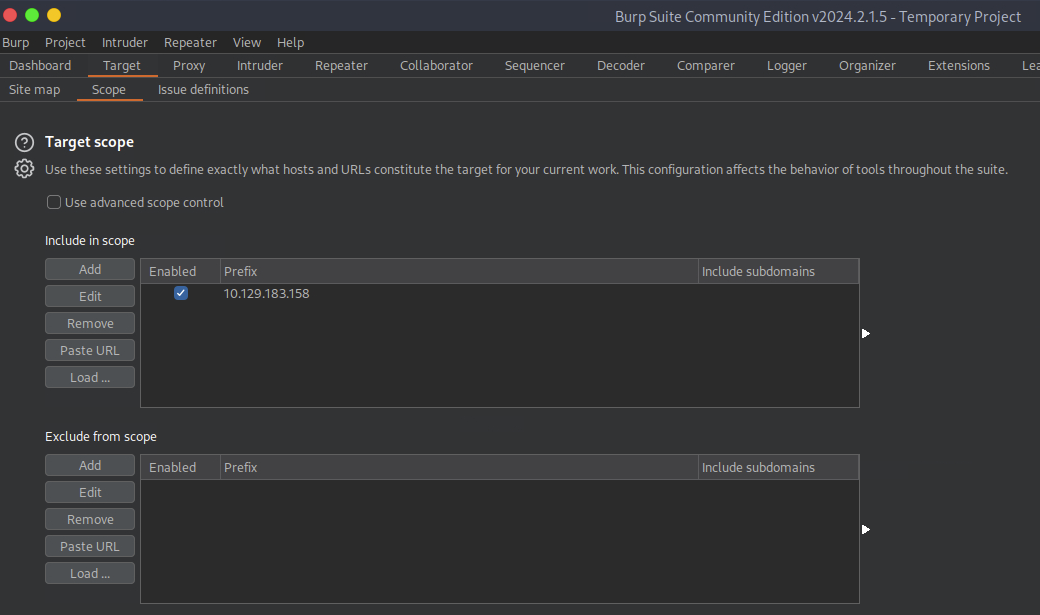 Burp Suite Community Edition v2024.2.1.5 - Temporary Project
Burp Project Intruder Repeater View Help
Dashboard Target Proxy Intruder Repeater Collaborator Sequencer Decoder Comparer Logger Organizer Extensions Lea
Site map Scope Issue definitions
? Target scope
Use these settings to define exactly what hosts and URLs constitute the target for your current work. This configuration affects the behavior of tools throughout the suite.
Use advanced scope control
Include in scope
Add Enabled Prefix Include subdomains
Edit 10.129.183.158
Remove
Paste URL
Load ...
Exclude from scope
Add Enabled Prefix Include subdomains
Edit
Remove
Paste URL
Load ...